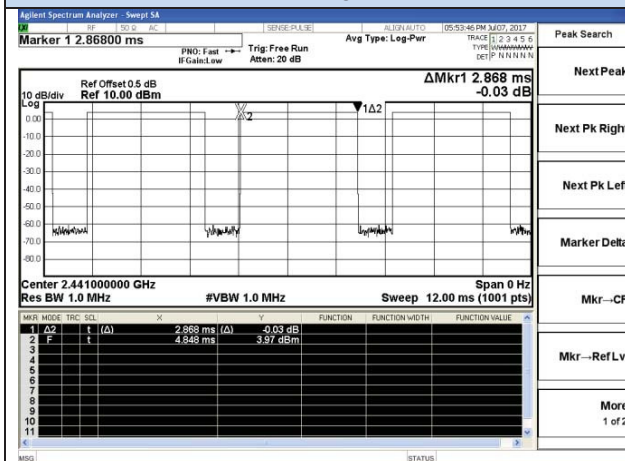 Agilent Spectrum Analyzer - Swept SA
RF 50 Ω AC SENSE:PULSE ALIGN AUTO 05:53:46 PM Jul 07, 2017
Marker 1 2.86800 ms
PNO: Fast
IFGain:Low
Trig: Free Run
Atten: 20 dB
Avg Type: Log-Pwr
TRACE 1 2 3 4 5 6
TYPE
DET P N N N N N
Peak Search
Next Peak
Next Pk Right
Next Pk Left
Marker Delta
Mkr→CF
Mkr→Ref Lv
More
1 of 2
Ref Offset 0.5 dB
10 dB/div Ref 10.00 dBm
Log
ΔMkr1 2.868 ms
-0.03 dB
1Δ2
2
0.00
-10.0
-20.0
-30.0
-40.0
-50.0
-60.0
-70.0
-80.0
Center 2.441000000 GHz Span 0 Hz
Res BW 1.0 MHz #VBW 1.0 MHz Sweep 12.00 ms (1001 pts)
MKR MODE TRC SCL X Y FUNCTION FUNCTION WIDTH FUNCTION VALUE
1 Δ2 t (Δ) 2.868 ms (Δ) -0.03 dB
2 F t 4.848 ms 3.97 dBm
3
4
5
6
7
8
9
10
11
MSG STATUS